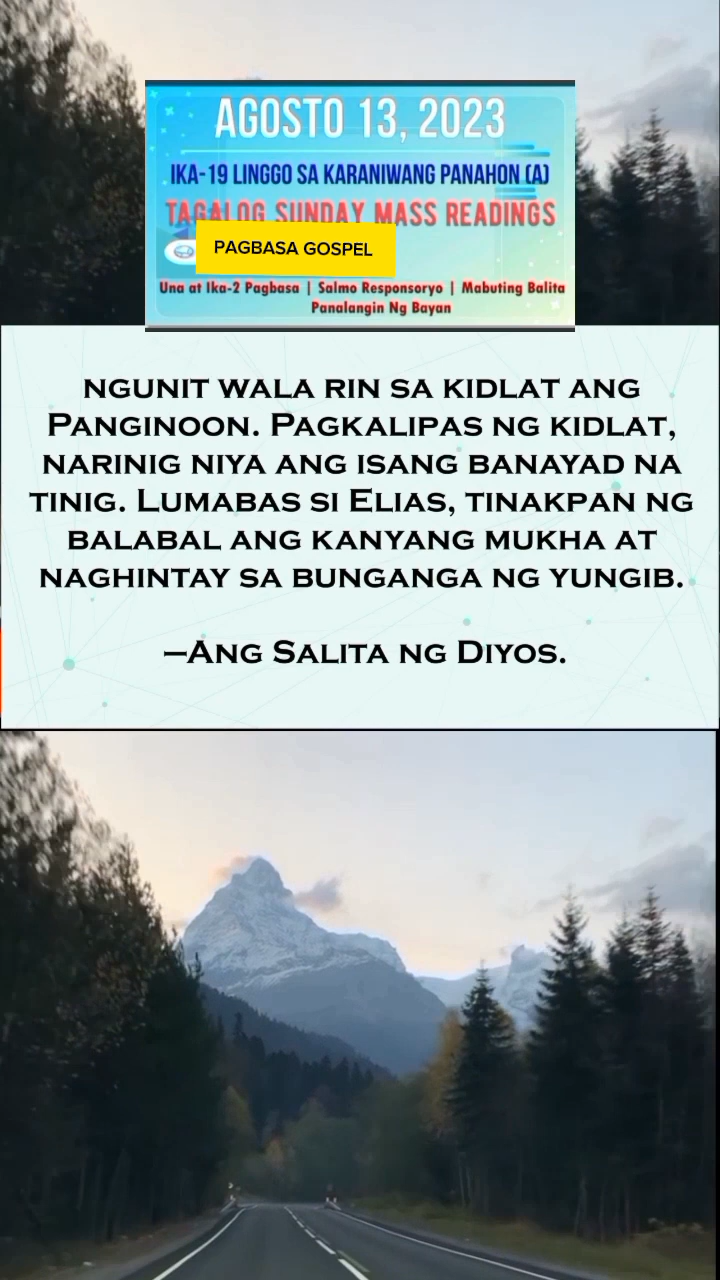 AGOSTO 13, 2023
IKA-19 LINGGO SA KARANIWANG PANAHON (A)
TAGALOG SUNDAY MASS READINGS
PAGBASA GOSPEL
Una at Ika-2 Pagbasa | Salmo Responsoryo | Mabuting Balita
Panalangin Ng Bayan
NGUNIT WALA RIN SA KIDLAT ANG
PANGINOON. PAGKALIPAS NG KIDLAT,
NARINIG NIYA ANG ISANG BANAYAD NA
TINIG. LUMABAS SI ELIAS, TINAKPAN NG
BALABAL ANG KANYANG MUKHA AT
NAGHINTAY SA BUNGANGA NG YUNGIB.
—ANG SALITA NG DIYOS.